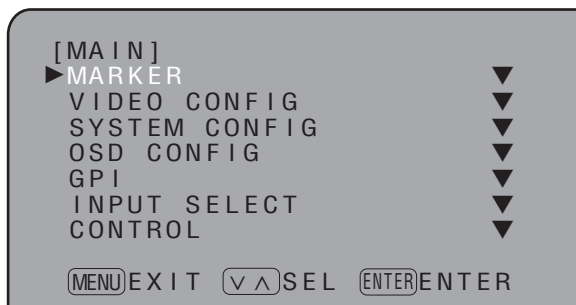 [MAIN]
▶MARKER ▼
VIDEO CONFIG ▼
SYSTEM CONFIG ▼
OSD CONFIG ▼
GPI ▼
INPUT SELECT ▼
CONTROL ▼
MENU EXIT ∨ ∧ SEL ENTER ENTER